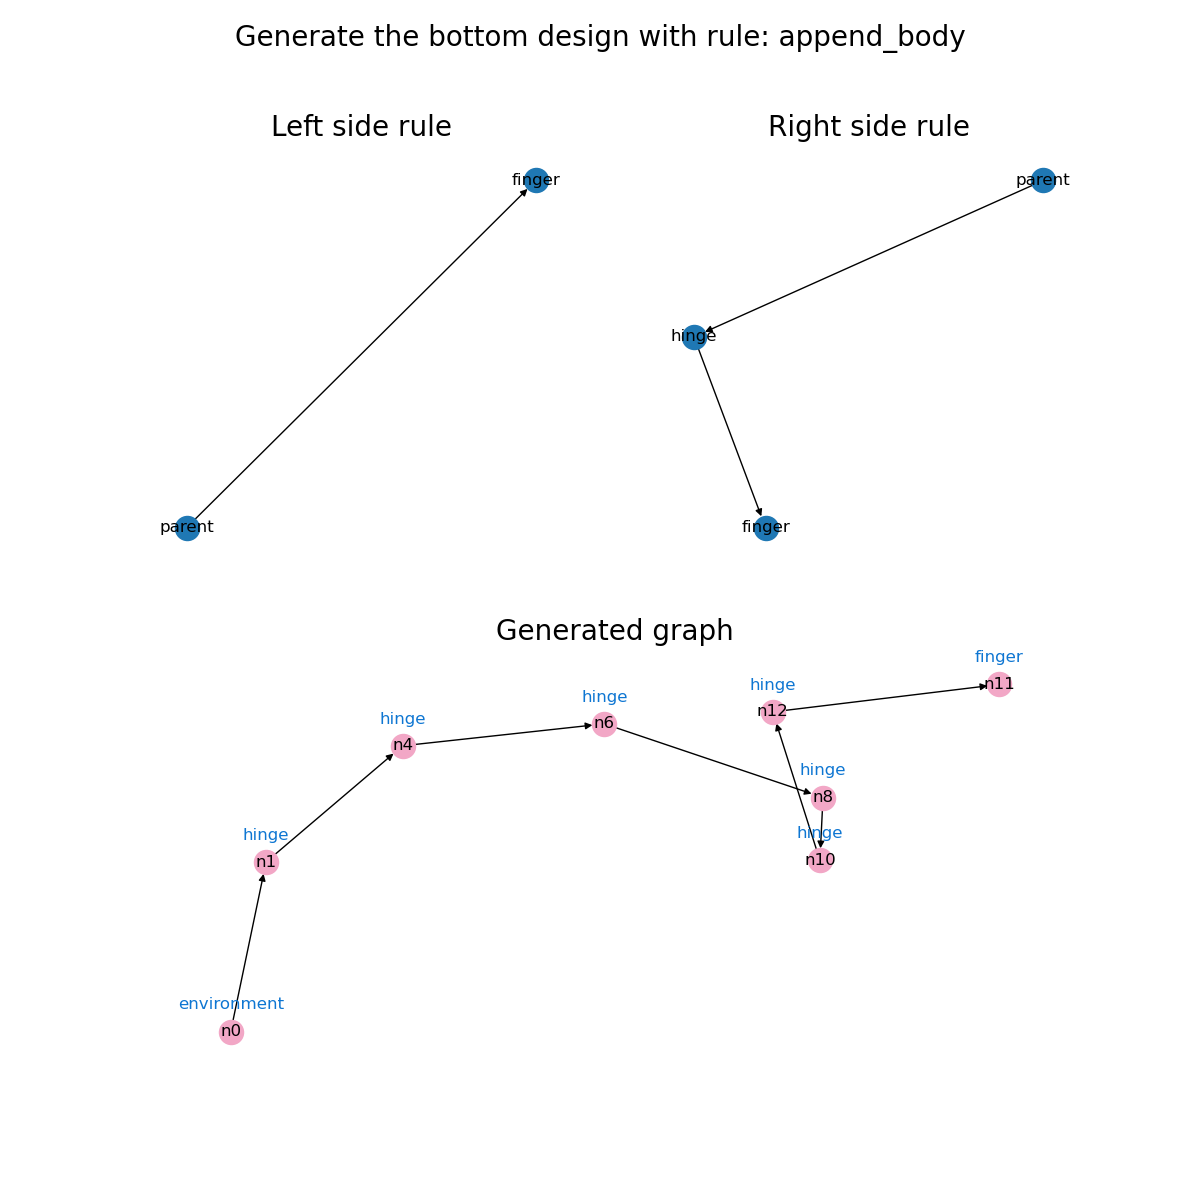 Generate the bottom design with rule: append_body
Left side rule
Right side rule
finger
parent
hinge
parent
finger
Generated graph
finger
n11
hinge
n12
hinge
n6
hinge
n4
hinge
n8
hinge
n10
hinge
n1
environment
n0